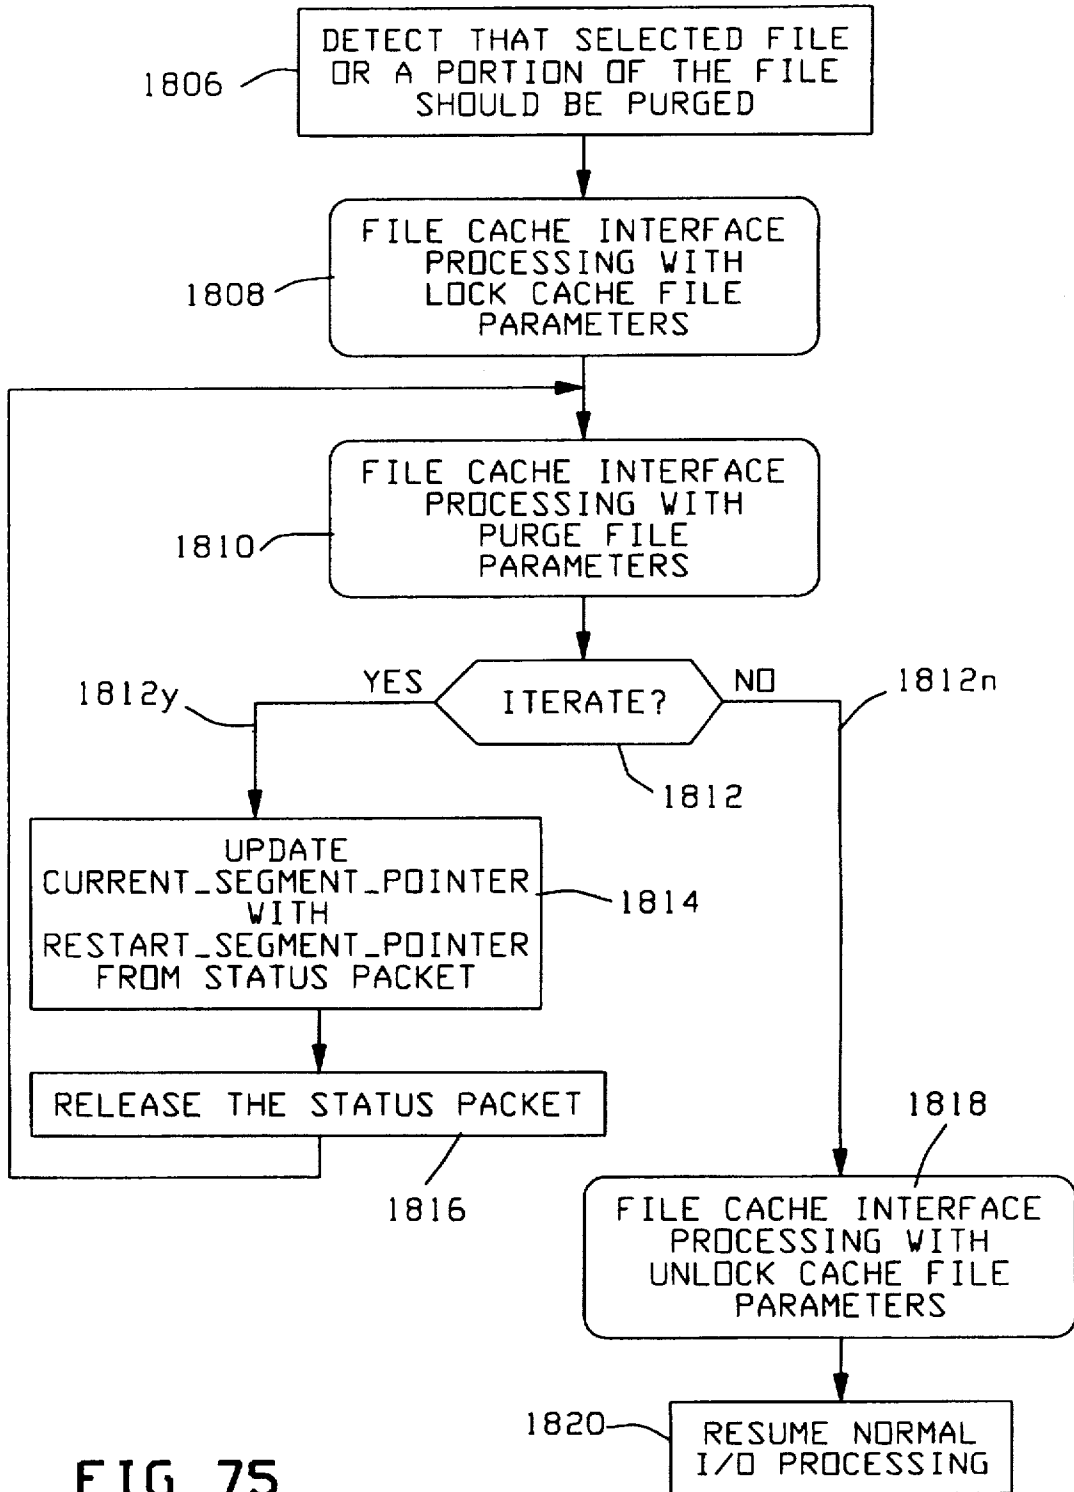 DETECT THAT SELECTED FILE
OR A PORTION OF THE FILE
SHOULD BE PURGED
1806
FILE CACHE INTERFACE
PROCESSING WITH
LOCK CACHE FILE
PARAMETERS
1808
FILE CACHE INTERFACE
PROCESSING WITH
PURGE FILE
PARAMETERS
1810
YES
ITERATE?
NO
1812y
1812n
1812
UPDATE
CURRENT_SEGMENT_POINTER
WITH
RESTART_SEGMENT_POINTER
FROM STATUS PACKET
1814
RELEASE THE STATUS PACKET
1816
1818
FILE CACHE INTERFACE
PROCESSING WITH
UNLOCK CACHE FILE
PARAMETERS
1820
RESUME NORMAL
I/O PROCESSING
FIG 75